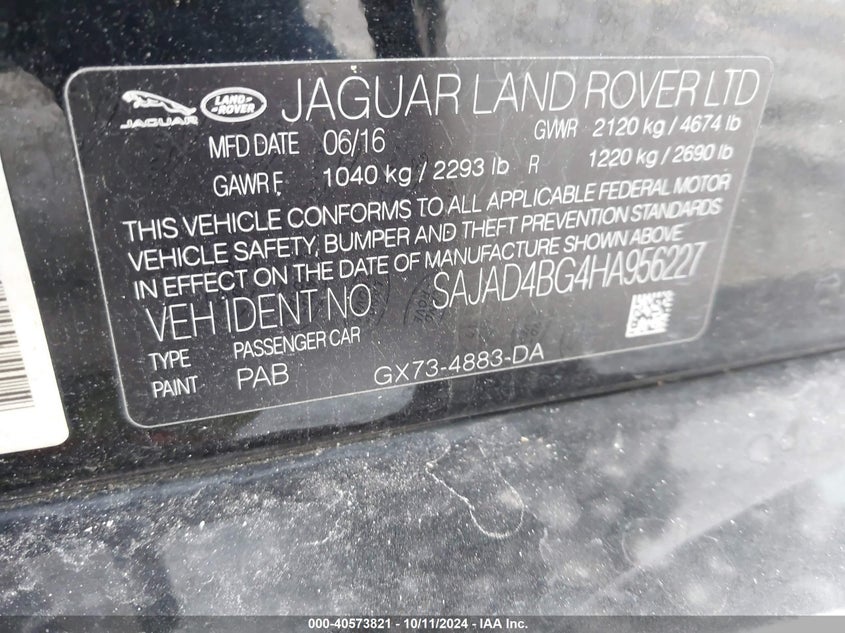 JAGUAR LAND ROVER JAGUAR LAND ROVER LTD
MFD.DATE 06/16 GVWR 2120 kg / 4674 lb
GAWR F. 1040 kg / 2293 lb R 1220 kg / 2690 lb
THIS VEHICLE CONFORMS TO ALL APPLICABLE FEDERAL MOTOR
VEHICLE SAFETY, BUMPER AND THEFT PREVENTION STANDARDS
IN EFFECT ON THE DATE OF MANUFACTURE SHOWN ABOVE
VEH IDENT NO SAJAD4BG4HA956227
TYPE PASSENGER CAR
PAINT PAB GX73-4883-DA
000-40573821 - 10/11/2024 - IAA Inc.